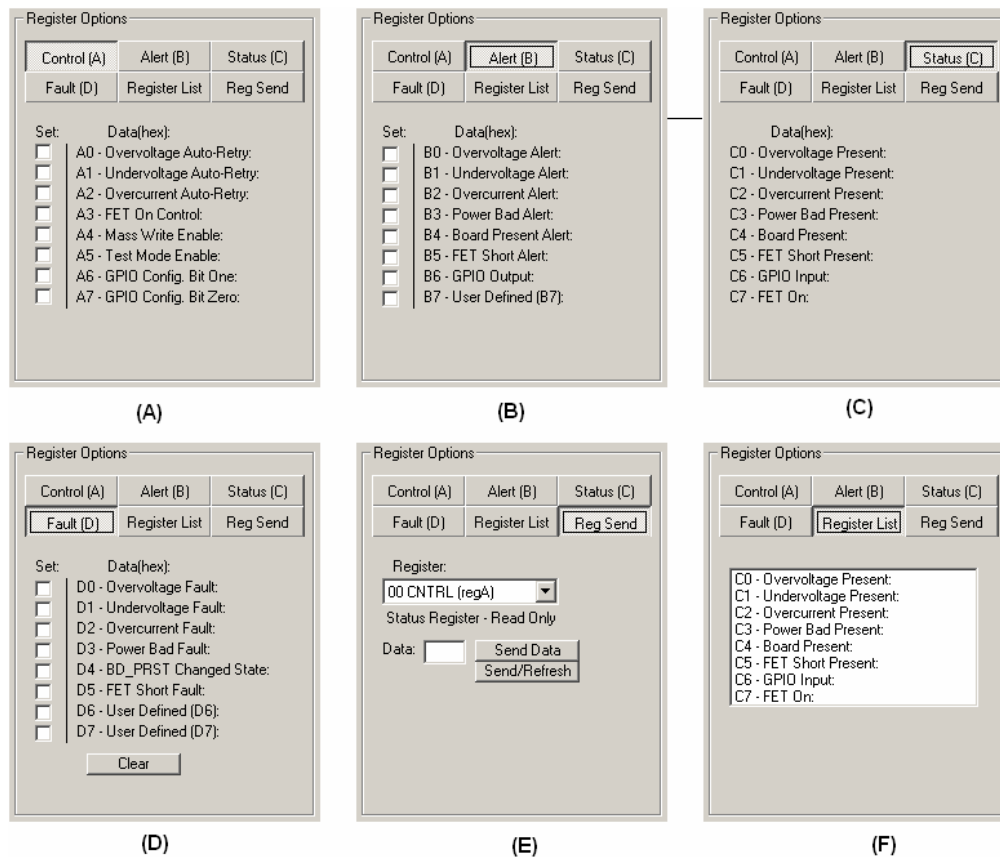 Register Options
Control (A) Alert (B) Status (C)
Fault (D) Register List Reg Send
Set: Data(hex):
A0 - Overvoltage Auto-Retry:
A1 - Undervoltage Auto-Retry:
A2 - Overcurrent Auto-Retry:
A3 - FET On Control:
A4 - Mass Write Enable:
A5 - Test Mode Enable:
A6 - GPIO Config. Bit One:
A7 - GPIO Config. Bit Zero:
(A)
Register Options
Control (A) Alert (B) Status (C)
Fault (D) Register List Reg Send
Set: Data(hex):
B0 - Overvoltage Alert:
B1 - Undervoltage Alert:
B2 - Overcurrent Alert:
B3 - Power Bad Alert:
B4 - Board Present Alert:
B5 - FET Short Alert:
B6 - GPIO Output:
B7 - User Defined (B7):
(B)
Register Options
Control (A) Alert (B) Status (C)
Fault (D) Register List Reg Send
Data(hex):
C0 - Overvoltage Present:
C1 - Undervoltage Present:
C2 - Overcurrent Present:
C3 - Power Bad Present:
C4 - Board Present:
C5 - FET Short Present:
C6 - GPIO Input:
C7 - FET On:
(C)
Register Options
Control (A) Alert (B) Status (C)
Fault (D) Register List Reg Send
Set: Data(hex):
D0 - Overvoltage Fault:
D1 - Undervoltage Fault:
D2 - Overcurrent Fault:
D3 - Power Bad Fault:
D4 - BD_PRST Changed State:
D5 - FET Short Fault:
D6 - User Defined (D6):
D7 - User Defined (D7):
Clear
(D)
Register Options
Control (A) Alert (B) Status (C)
Fault (D) Register List Reg Send
Register:
00 CNTRL (regA)
Status Register - Read Only
Data: Send Data
Send/Refresh
(E)
Register Options
Control (A) Alert (B) Status (C)
Fault (D) Register List Reg Send
C0 - Overvoltage Present:
C1 - Undervoltage Present:
C2 - Overcurrent Present:
C3 - Power Bad Present:
C4 - Board Present:
C5 - FET Short Present:
C6 - GPIO Input:
C7 - FET On:
(F)